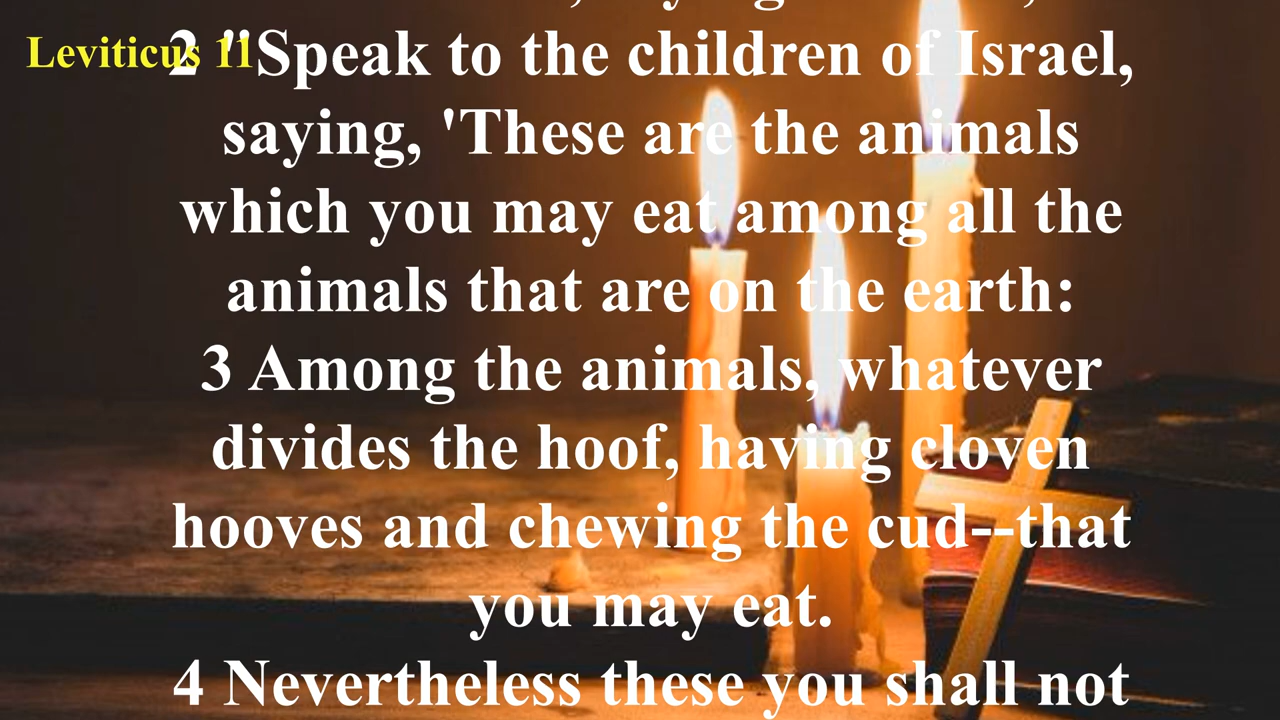 Leviticus 11
2 "Speak to the children of Israel,
saying, 'These are the animals
which you may eat among all the
animals that are on the earth:
3 Among the animals, whatever
divides the hoof, having cloven
hooves and chewing the cud--that
you may eat.
4 Nevertheless these you shall not